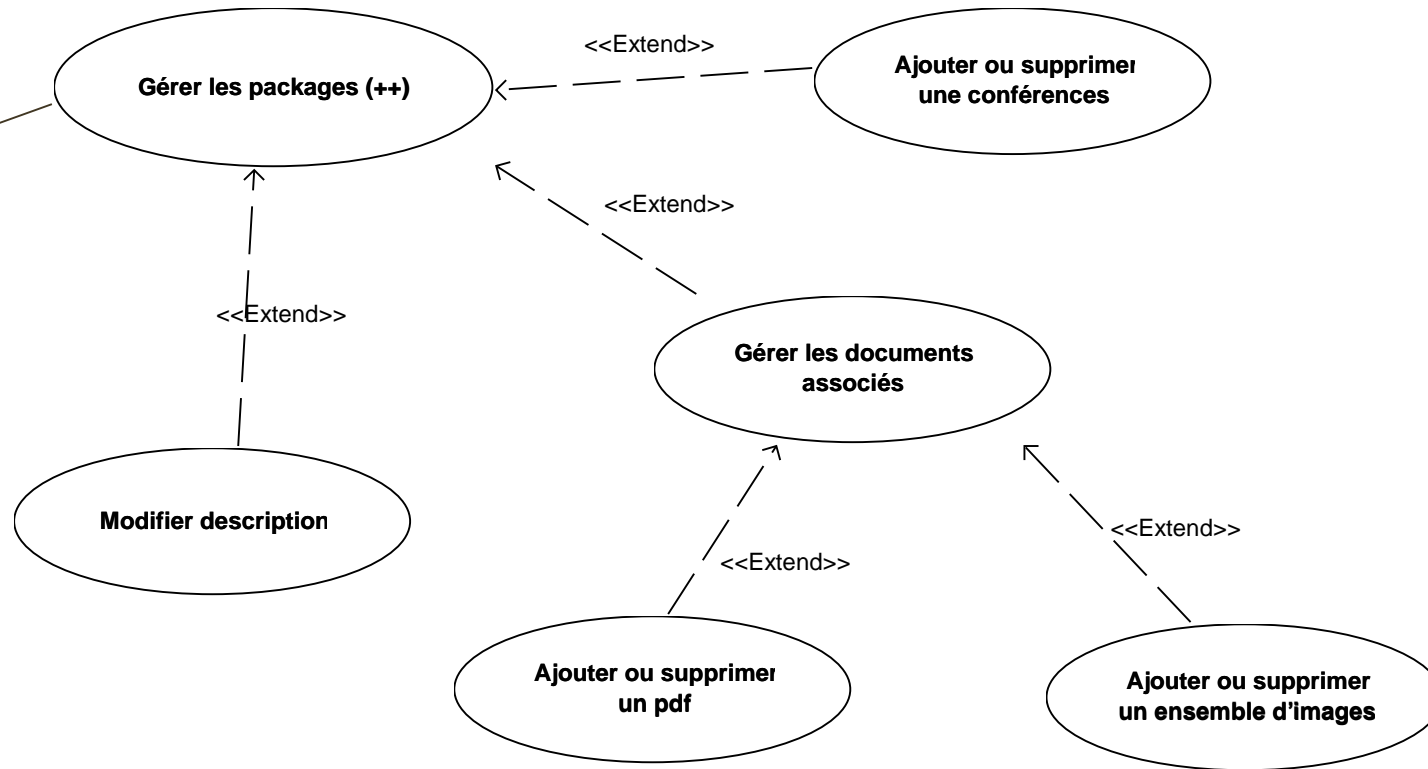 <<Extend>>
Gérer les packages (++)
Ajouter ou supprimer
une conférences
<<Extend>>
<<Extend>>
Gérer les documents
associés
Modifier description
<<Extend>>
<<Extend>>
Ajouter ou supprimer
un pdf
Ajouter ou supprimer
un ensemble d’images